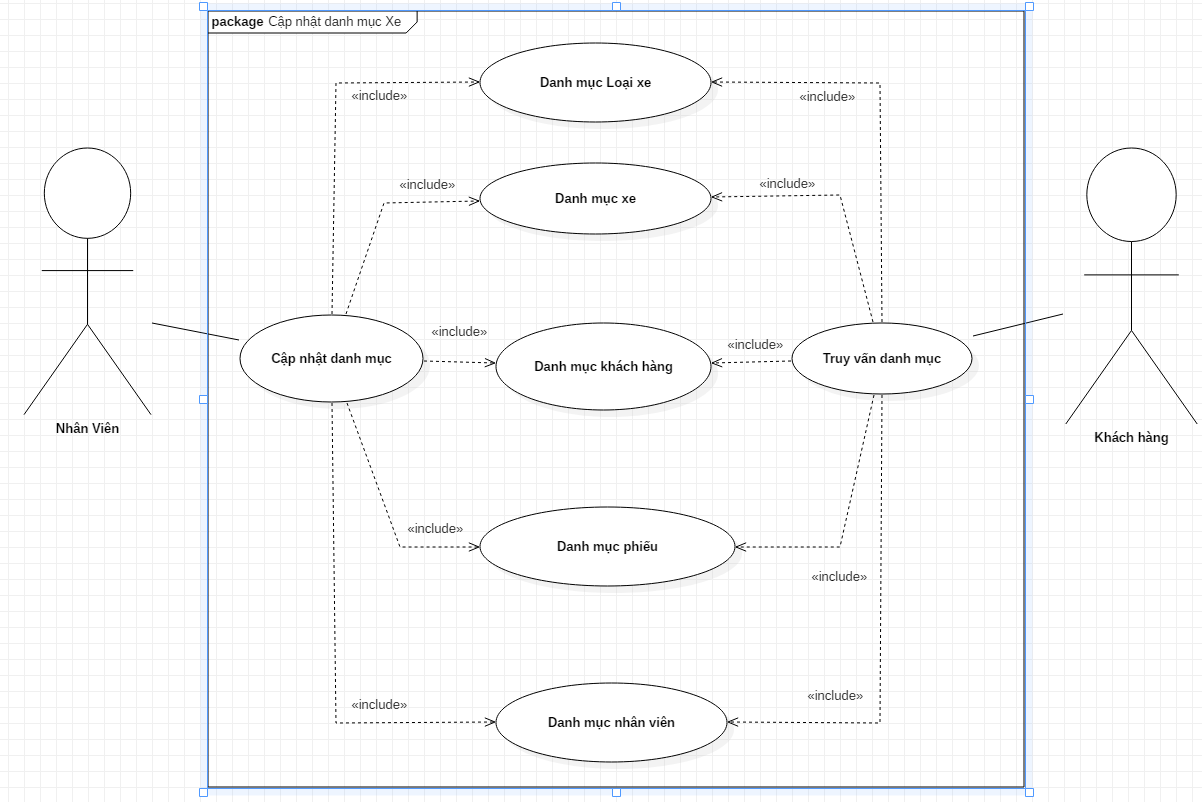 package Cập nhật danh mục Xe
Danh mục Loại xe
«include»
«include»
«include»
«include»
Danh mục xe
«include»
«include»
Cập nhật danh mục
Danh mục khách hàng
Truy vấn danh mục
Nhân Viên
Khách hàng
«include»
Danh mục phiếu
«include»
«include»
«include»
Danh mục nhân viên